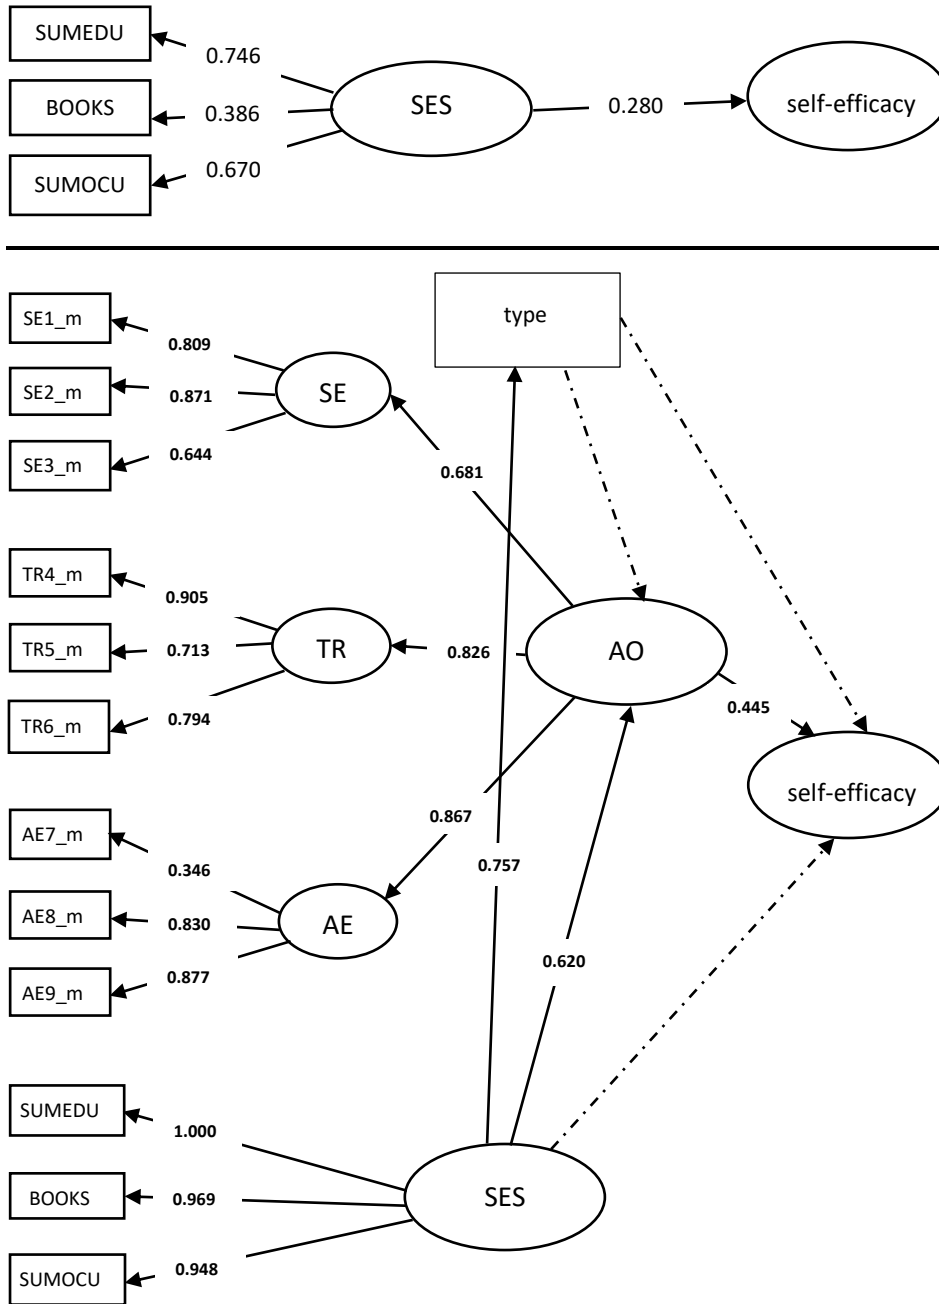 SUMEDU
0.746
BOOKS
0.386
SES
0.280
self-efficacy
SUMOCU
0.670
type
SE1_m
0.809
SE2_m
0.871
SE
SE3_m
0.644
0.681
TR4_m
0.905
TR5_m
0.713
TR
0.826
AO
TR6_m
0.794
0.445
self-efficacy
AE7_m
0.346
0.867
0.757
AE8_m
0.830
AE
AE9_m
0.877
0.620
SUMEDU
1.000
BOOKS
0.969
SES
SUMOCU
0.948